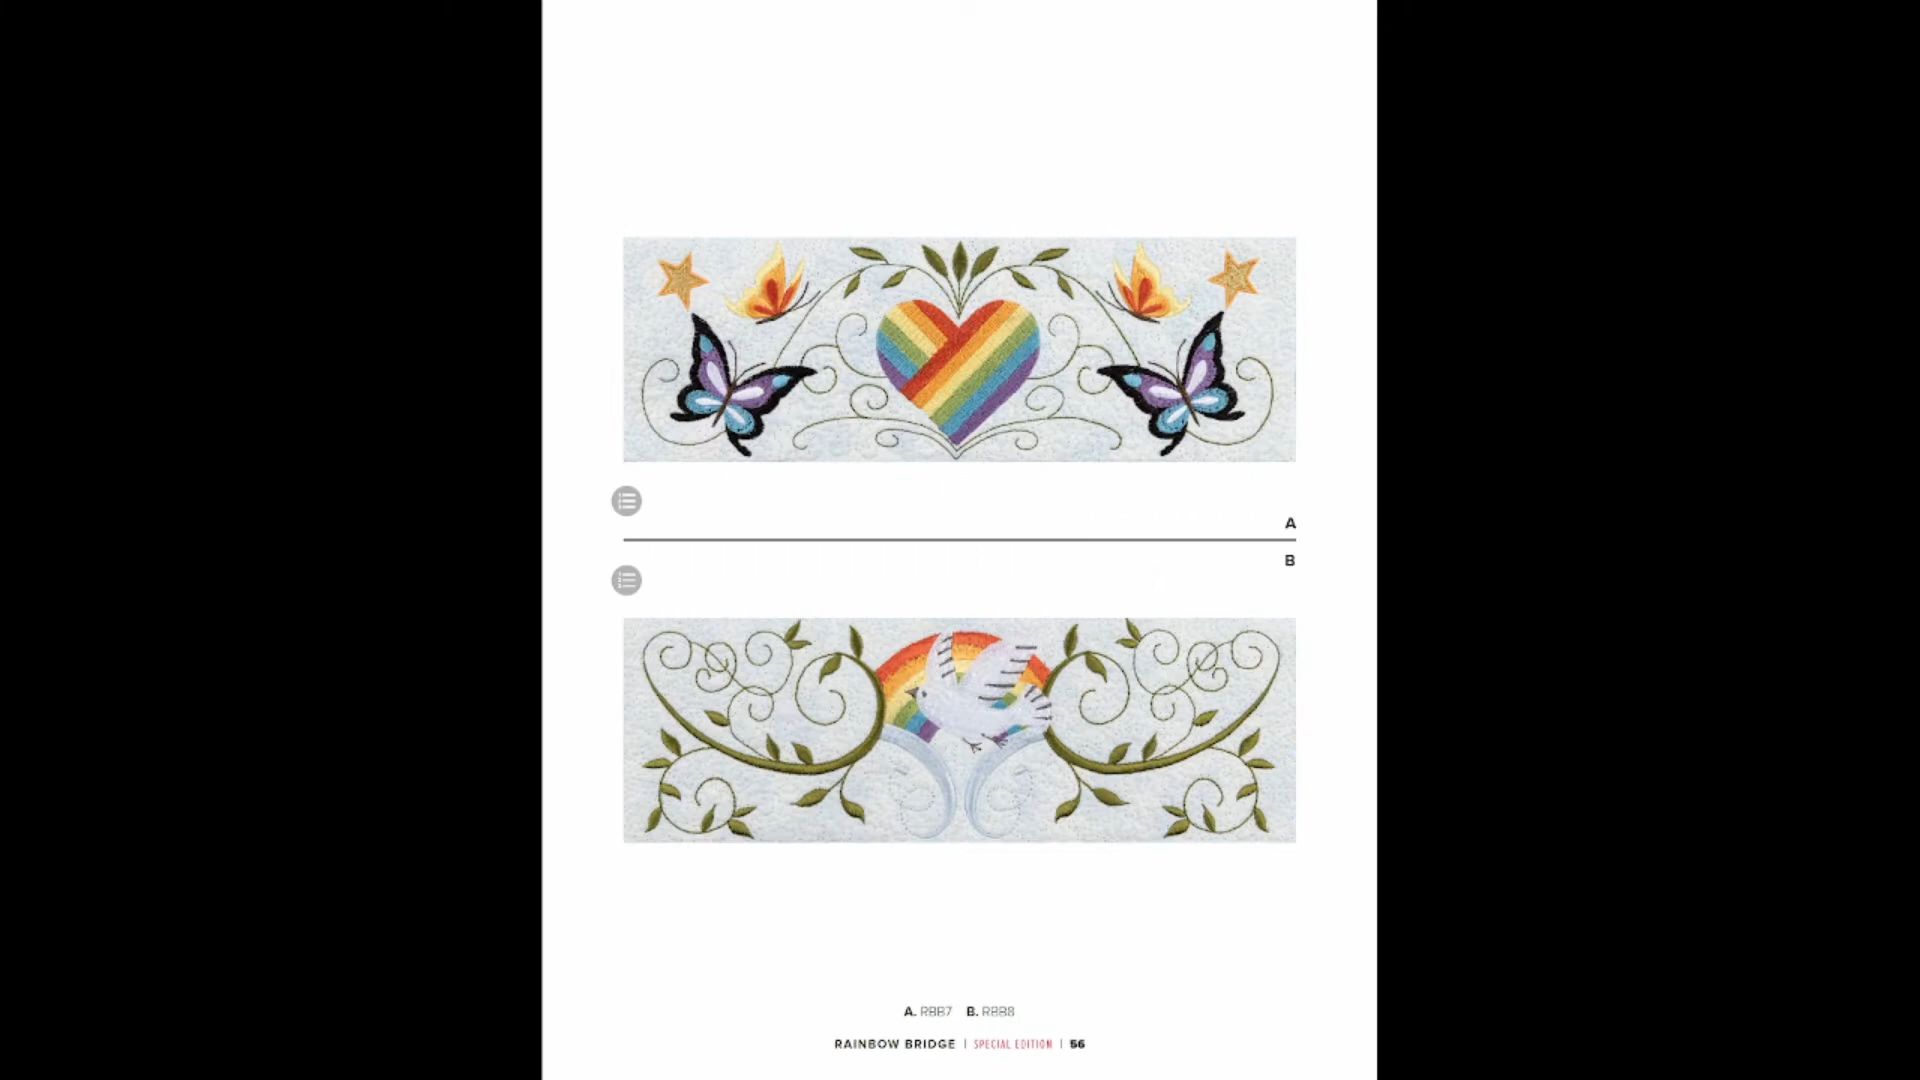 A
B
A. RBB7 B. RBB8
RAINBOW BRIDGE | SPECIAL EDITION | 56